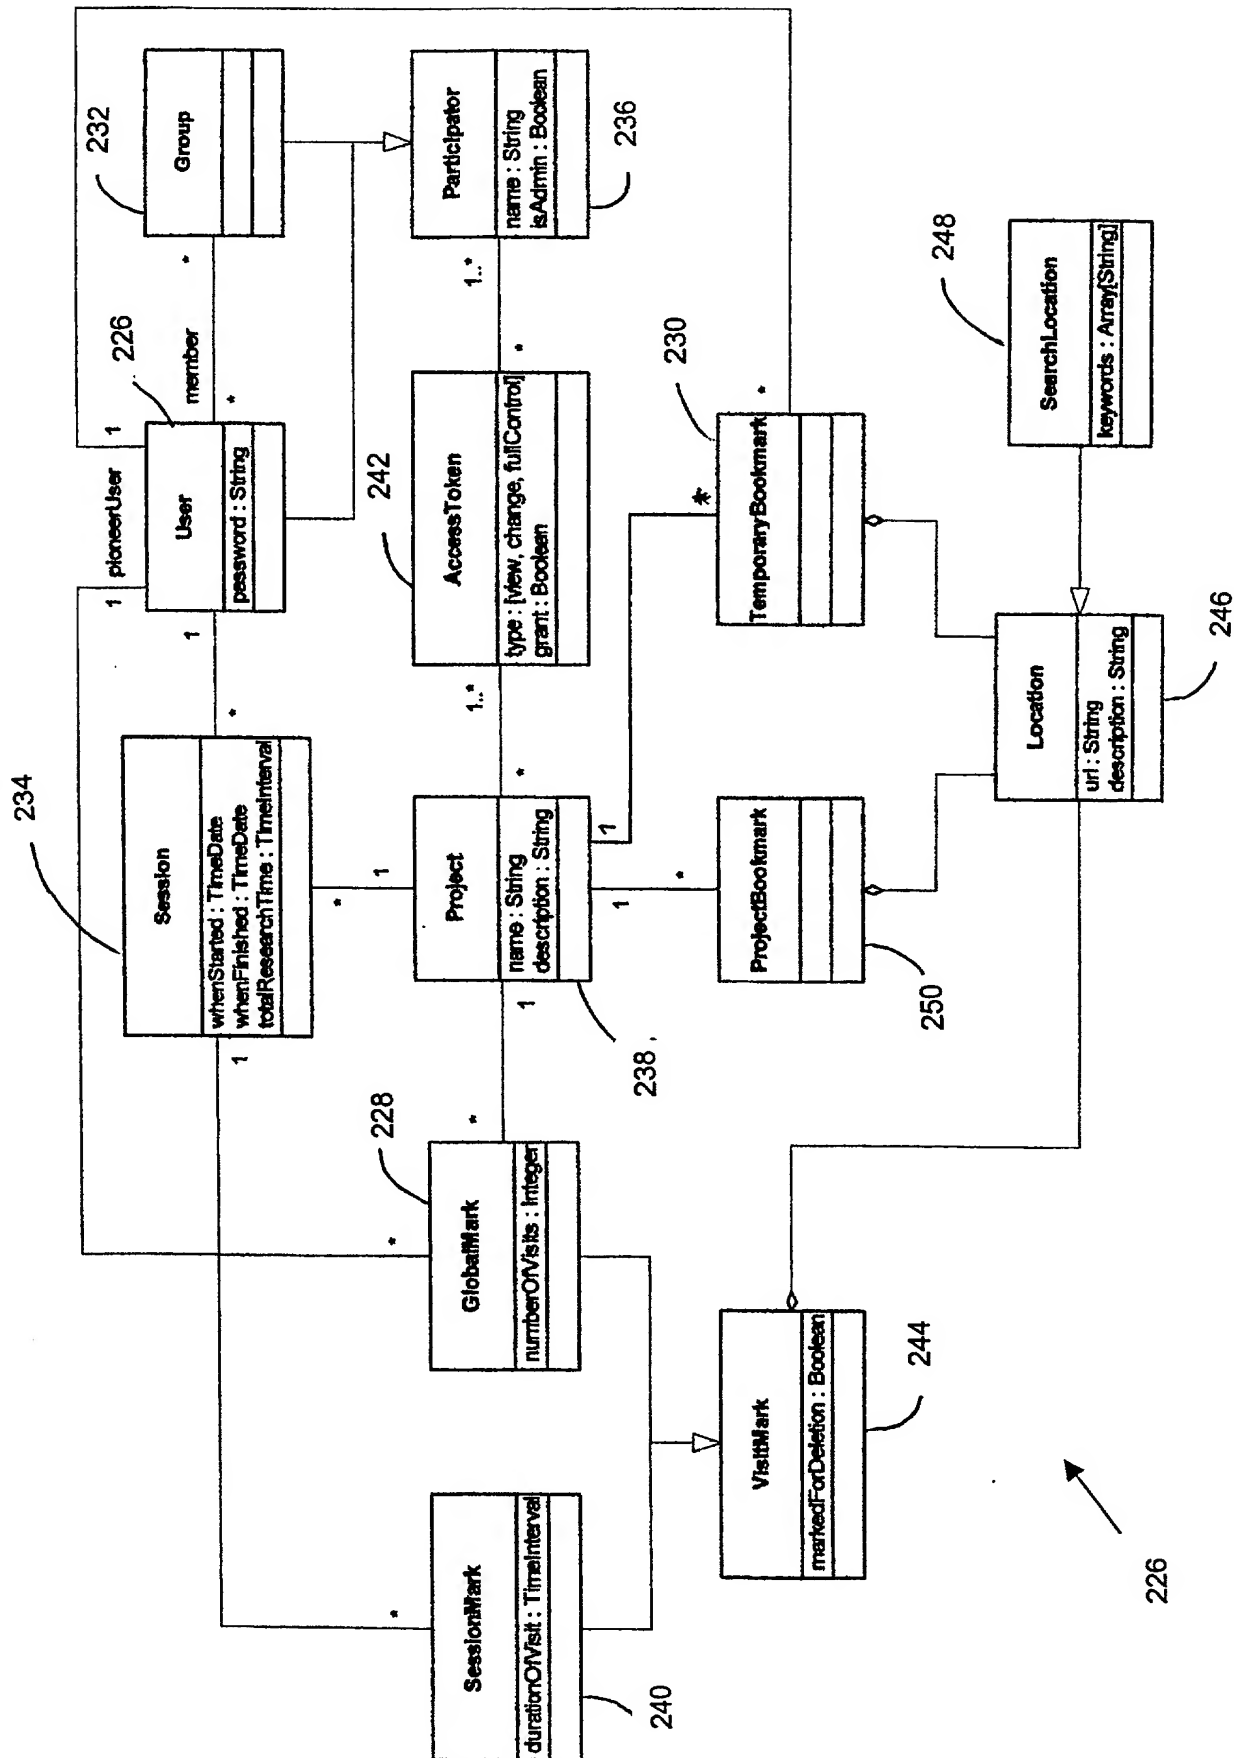 SessionMark
durationOfVisit : TimeInterval
240
GlobalMark
numberOfVisits : Integer
228
*
*
*
1
Session
whenStarted : TimeDate
whenFinished : TimeDate
totalResearchTime : TimeInterval
234
*
*
1
1
1
pioneerUser
1
User
password : String
226
*
member
*
Group
232
Project
name : String
description : String
238
1
*
1..*
AccessToken
type : [view, change, fullControl]
grant : Boolean
242
*
1..*
Participator
name : String
isAdmin : Boolean
236
VisitMark
markedForDeletion : Boolean
244
1
*
ProjectBookmark
250
1
*
TemporaryBookmark
230
*
Location
url : String
description : String
246
SearchLocation
keywords : Array[String]
248
226